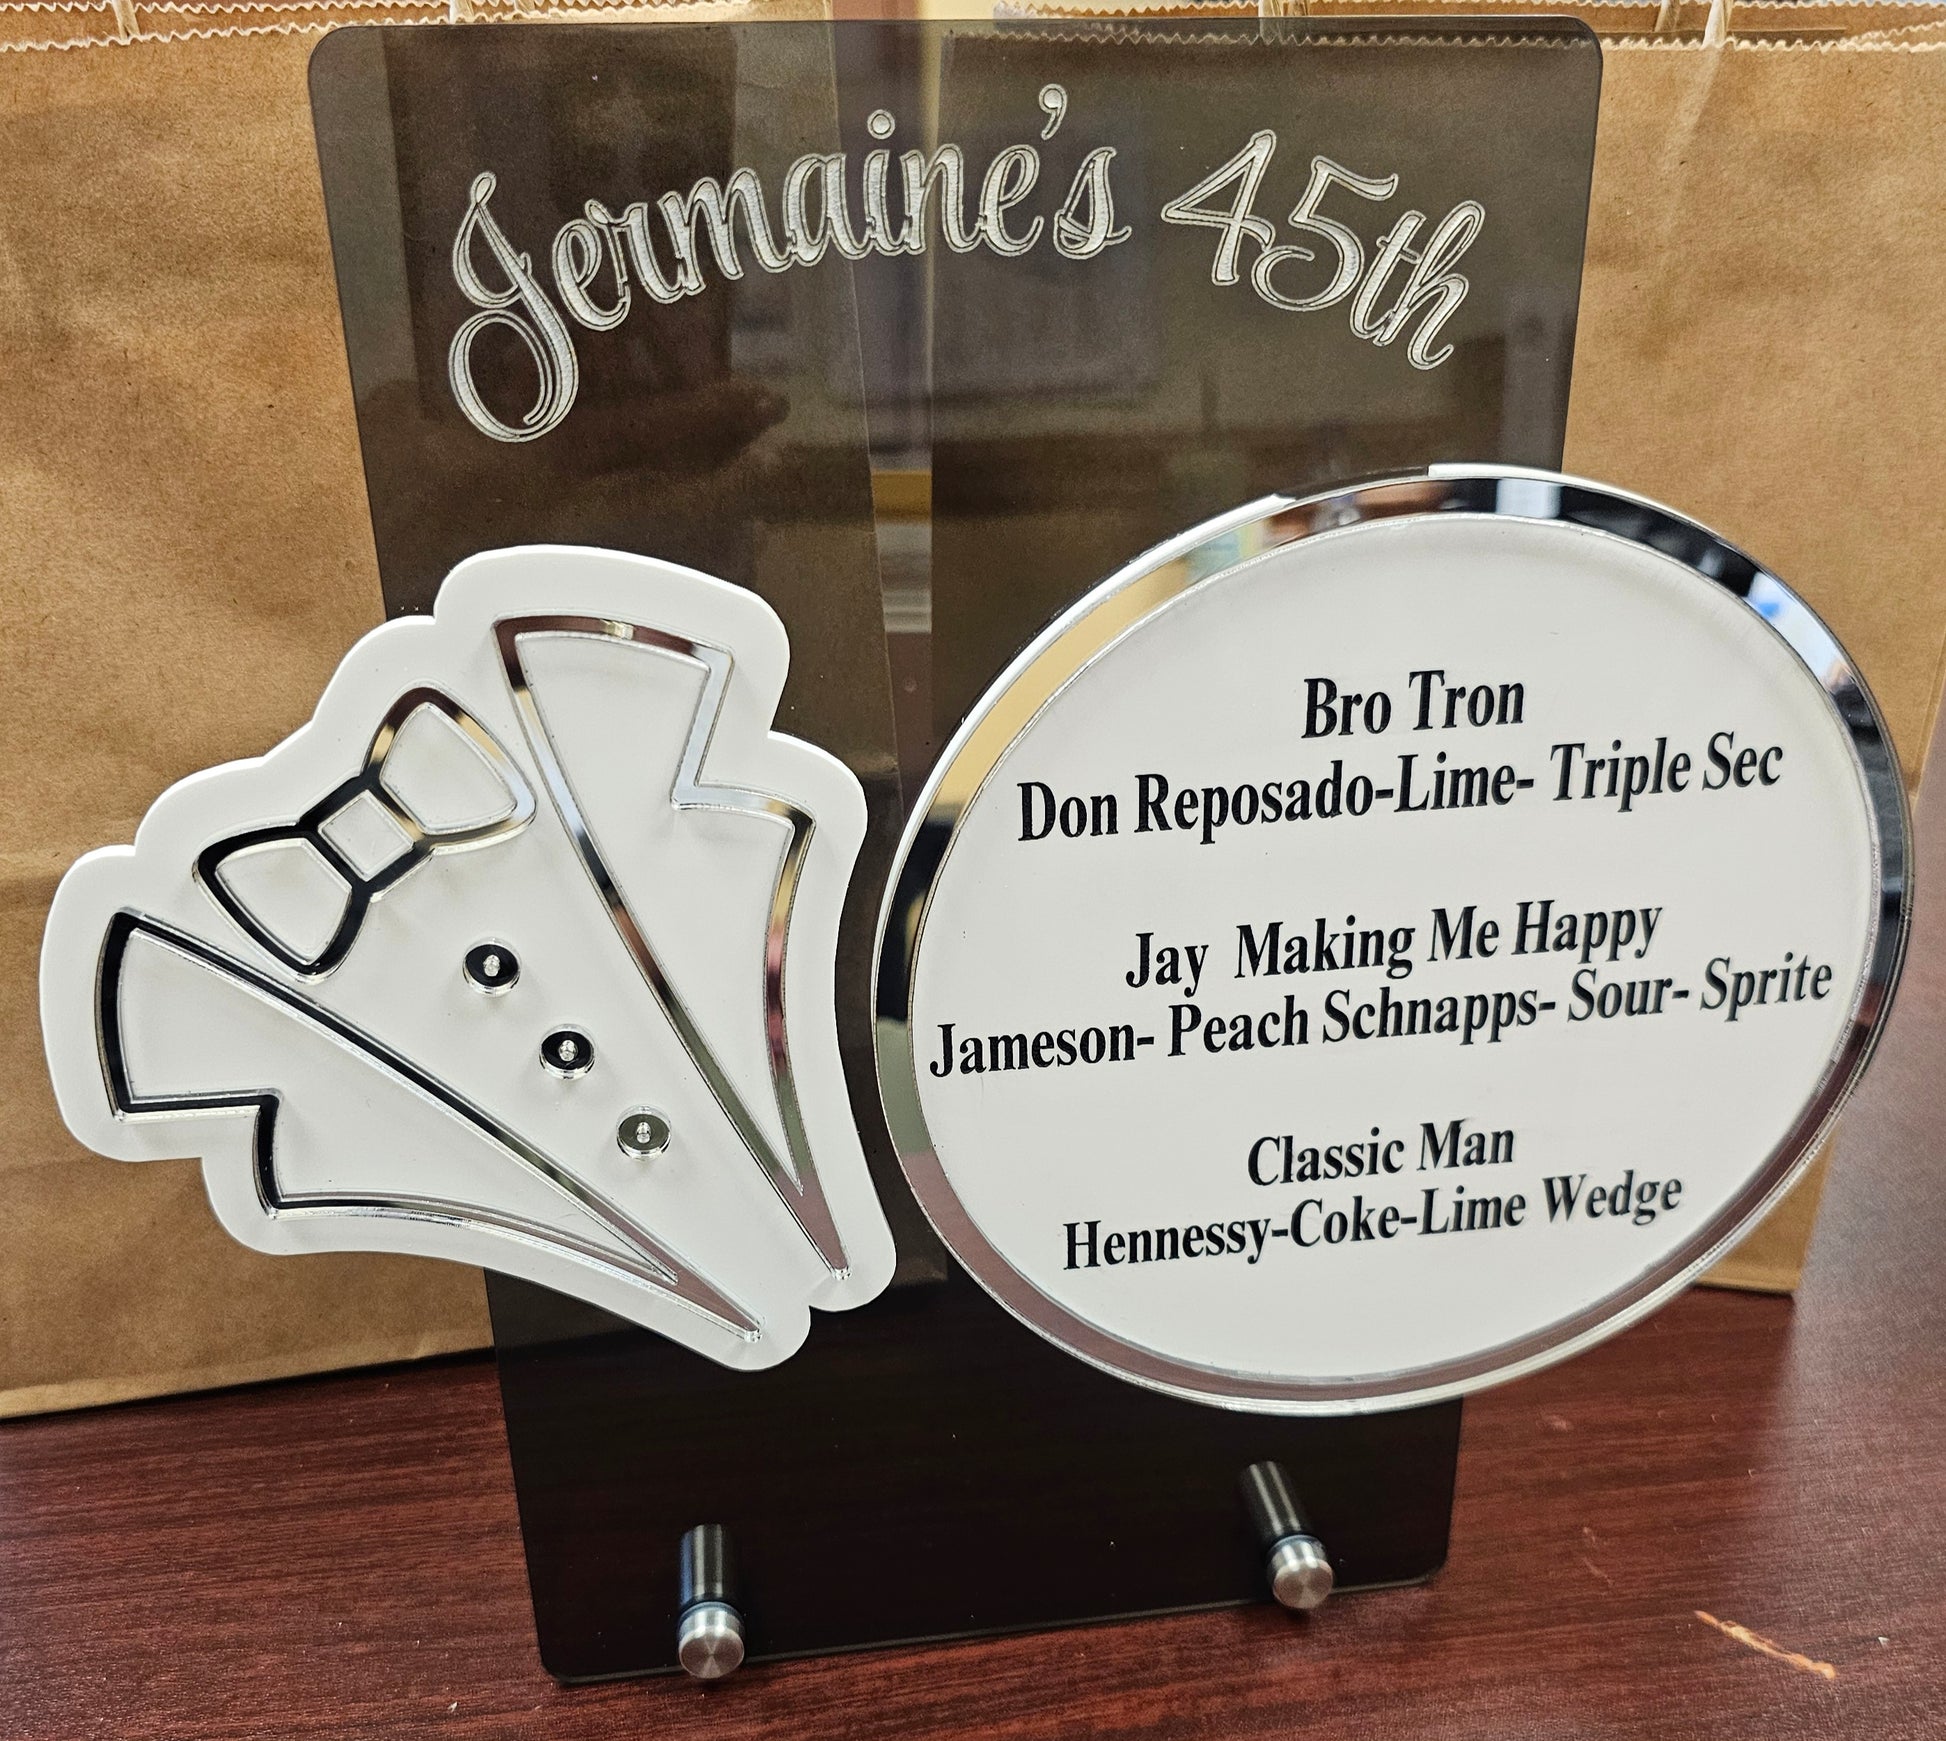 Jermaine's 45th
Bro Tron
Don Reposado-Lime- Triple Sec
Jay Making Me Happy
Jameson- Peach Schnapps- Sour- Sprite
Classic Man
Hennessy-Coke-Lime Wedge